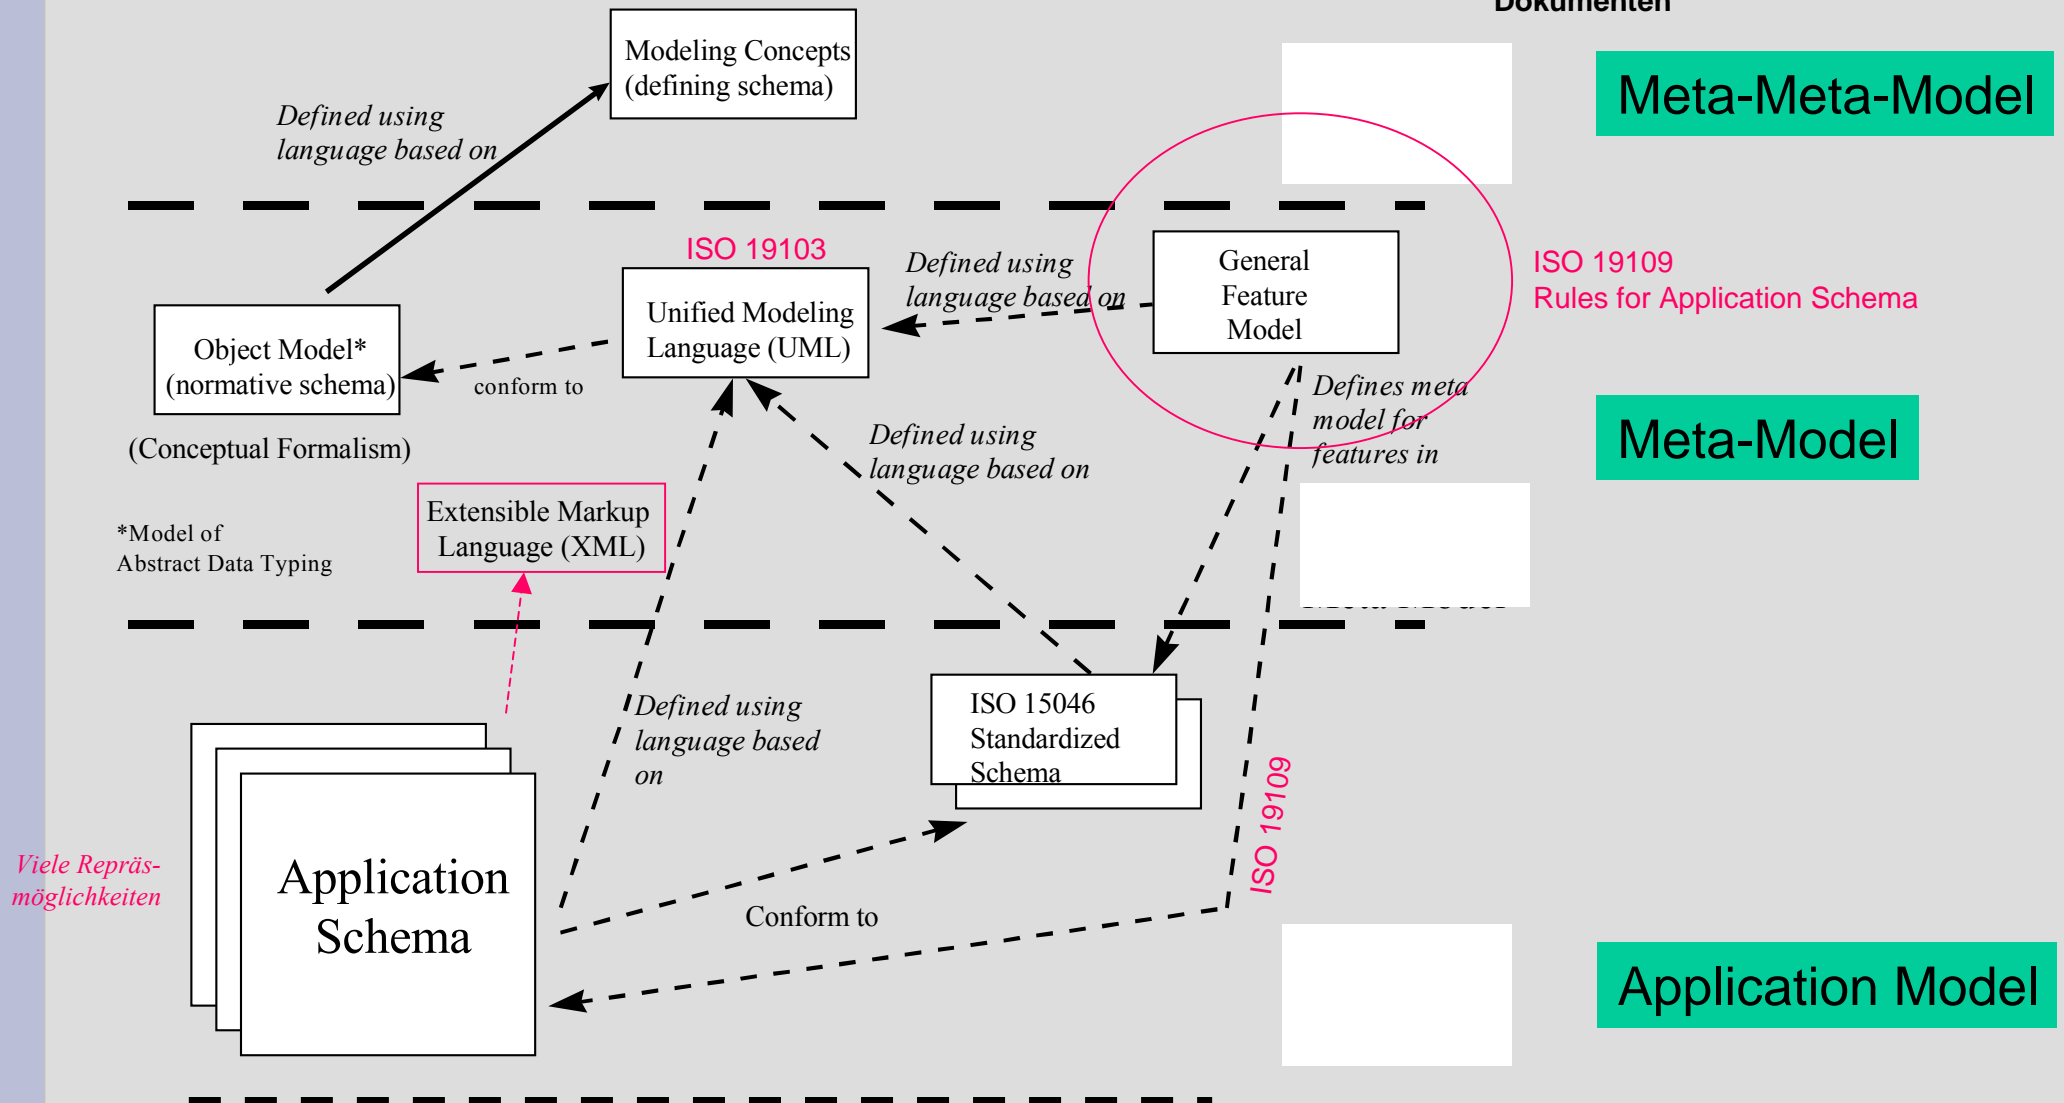 Dokumenten
Modeling Concepts
(defining schema)
Meta-Meta-Model
Defined using
language based on
ISO 19103
Defined using
language based on
General
Feature
Model
ISO 19109
Rules for Application Schema
Unified Modeling
Language (UML)
Object Model*
(normative schema)
conform to
(Conceptual Formalism)
Defines meta
model for
features in
Meta-Model
Defined using
language based on
Extensible Markup
Language (XML)
*Model of
Abstract Data Typing
Defined using
language based
on
ISO 15046
Standardized
Schema
ISO 19109
Viele Repräs-
möglichkeiten
Application
Schema
Conform to
Application Model